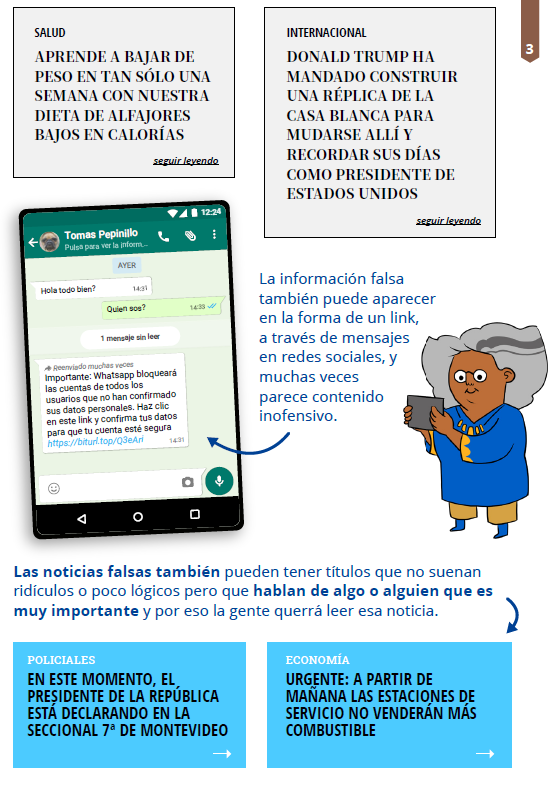 3
SALUD
APRENDE A BAJAR DE
PESO EN TAN SÓLO UNA
SEMANA CON NUESTRA
DIETA DE ALFAJORES
BAJOS EN CALORÍAS
seguir leyendo
INTERNACIONAL
DONALD TRUMP HA
MANDADO CONSTRUIR
UNA RÉPLICA DE LA
CASA BLANCA PARA
MUDARSE ALLÍ Y
RECORDAR SUS DÍAS
COMO PRESIDENTE DE
ESTADOS UNIDOS
seguir leyendo
12:24
Tomas Pepinillo
Pulsa para ver la inform...
AYER
Hola todo bien? 14:31
Quien sos? 14:33
1 mensaje sin leer
Reenviado muchas veces
Importante: Whatsapp bloqueará
las cuentas de todos los
usuarios que no han confirmado
sus datos personales. Haz clic
en este link y confirma tus datos
para que tu cuenta esté segura
https://biturl.top/Q3eArI 14:31
La información falsa
también puede aparecer
en la forma de un link,
a través de mensajes
en redes sociales, y
muchas veces
parece contenido
inofensivo.
Las noticias falsas también pueden tener títulos que no suenan
ridículos o poco lógicos pero que hablan de algo o alguien que es
muy importante y por eso la gente querrá leer esa noticia.
POLICIALES
EN ESTE MOMENTO, EL
PRESIDENTE DE LA REPÚBLICA
ESTÁ DECLARANDO EN LA
SECCIONAL 7ª DE MONTEVIDEO
ECONOMÍA
URGENTE: A PARTIR DE
MAÑANA LAS ESTACIONES DE
SERVICIO NO VENDERÁN MÁS
COMBUSTIBLE